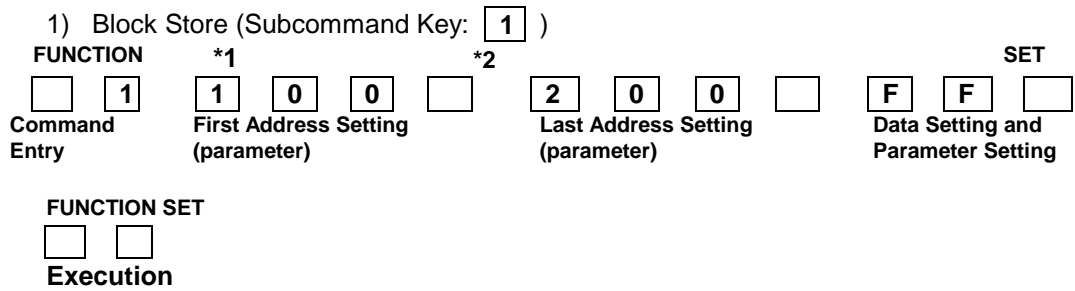 1) Block Store (Subcommand Key: 1 )
FUNCTION *1 *2 SET
1 1 0 0 2 0 0 F F
Command First Address Setting Last Address Setting Data Setting and
Entry (parameter) (parameter) Parameter Setting
FUNCTION SET
Execution